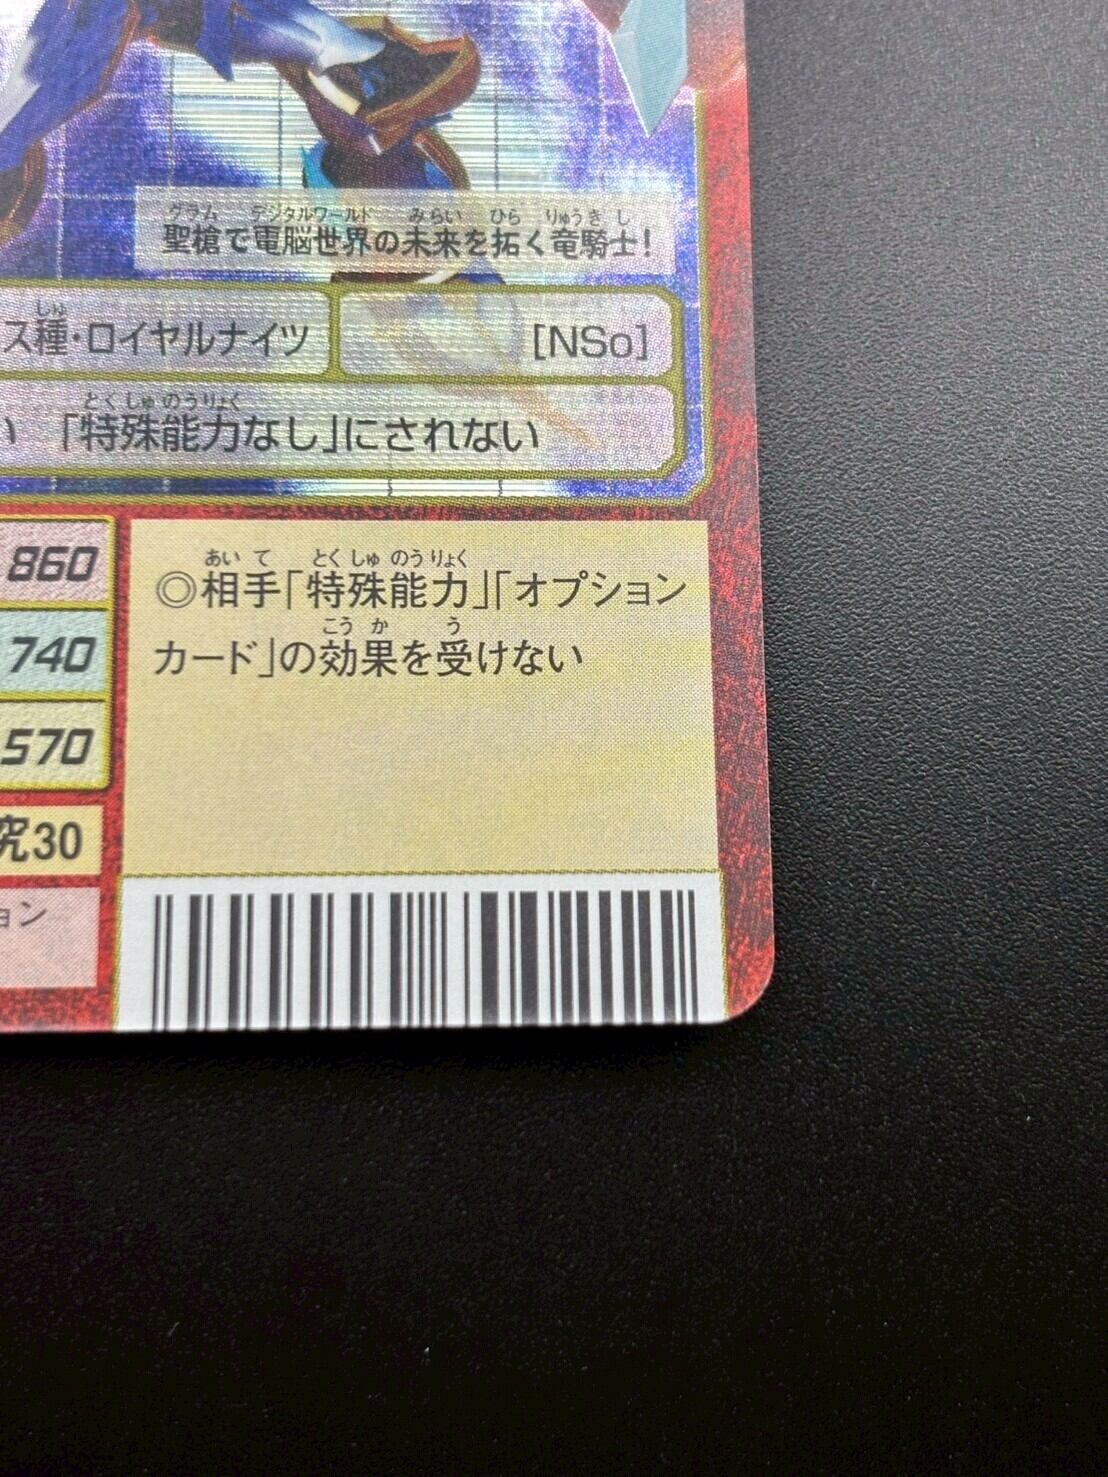 グラム デジタルワールド みらい ひら りゅうきし
聖槍で電脳世界の未来を拓く竜騎士!
しゅ
ス種・ロイヤルナイツ [NSo]
とくしゅのうりょく
い 「特殊能力なし」にされない
860
740
570
究30
ョン
あいて とくしゅのうりょく
◎相手「特殊能力」「オプション
こうか う
カード」の効果を受けない